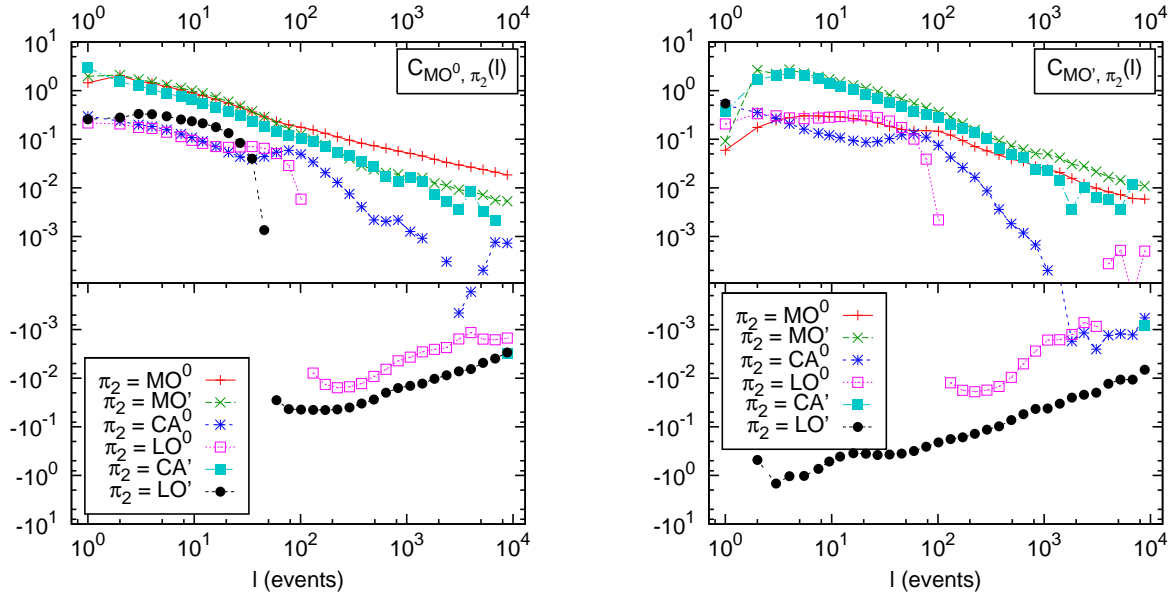 10^0 10^1 10^2 10^3 10^4
C_{MO^0, π_2}(l)
10^1
10^0
10^{-1}
10^{-2}
10^{-3}
-10^{-3}
-10^{-2}
-10^{-1}
-10^0
-10^1
π_2 = MO^0
π_2 = MO'
π_2 = CA^0
π_2 = LO^0
π_2 = CA'
π_2 = LO'
10^0 10^1 10^2 10^3 10^4
l (events)
10^0 10^1 10^2 10^3 10^4
C_{MO', π_2}(l)
10^1
10^0
10^{-1}
10^{-2}
10^{-3}
-10^{-3}
-10^{-2}
-10^{-1}
-10^0
-10^1
π_2 = MO^0
π_2 = MO'
π_2 = CA^0
π_2 = LO^0
π_2 = CA'
π_2 = LO'
10^0 10^1 10^2 10^3 10^4
l (events)